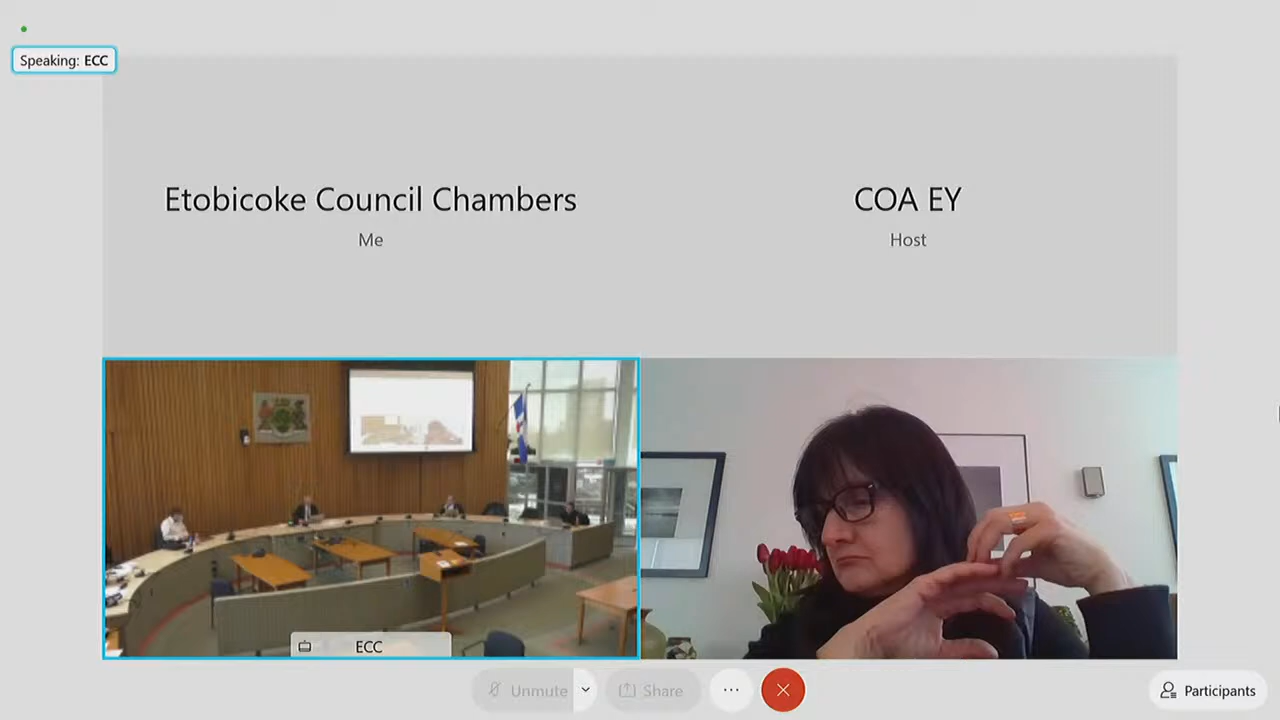 Speaking: ECC
Etobicoke Council Chambers
Me
COA EY
Host
ECC
Unmute
Share
Participants